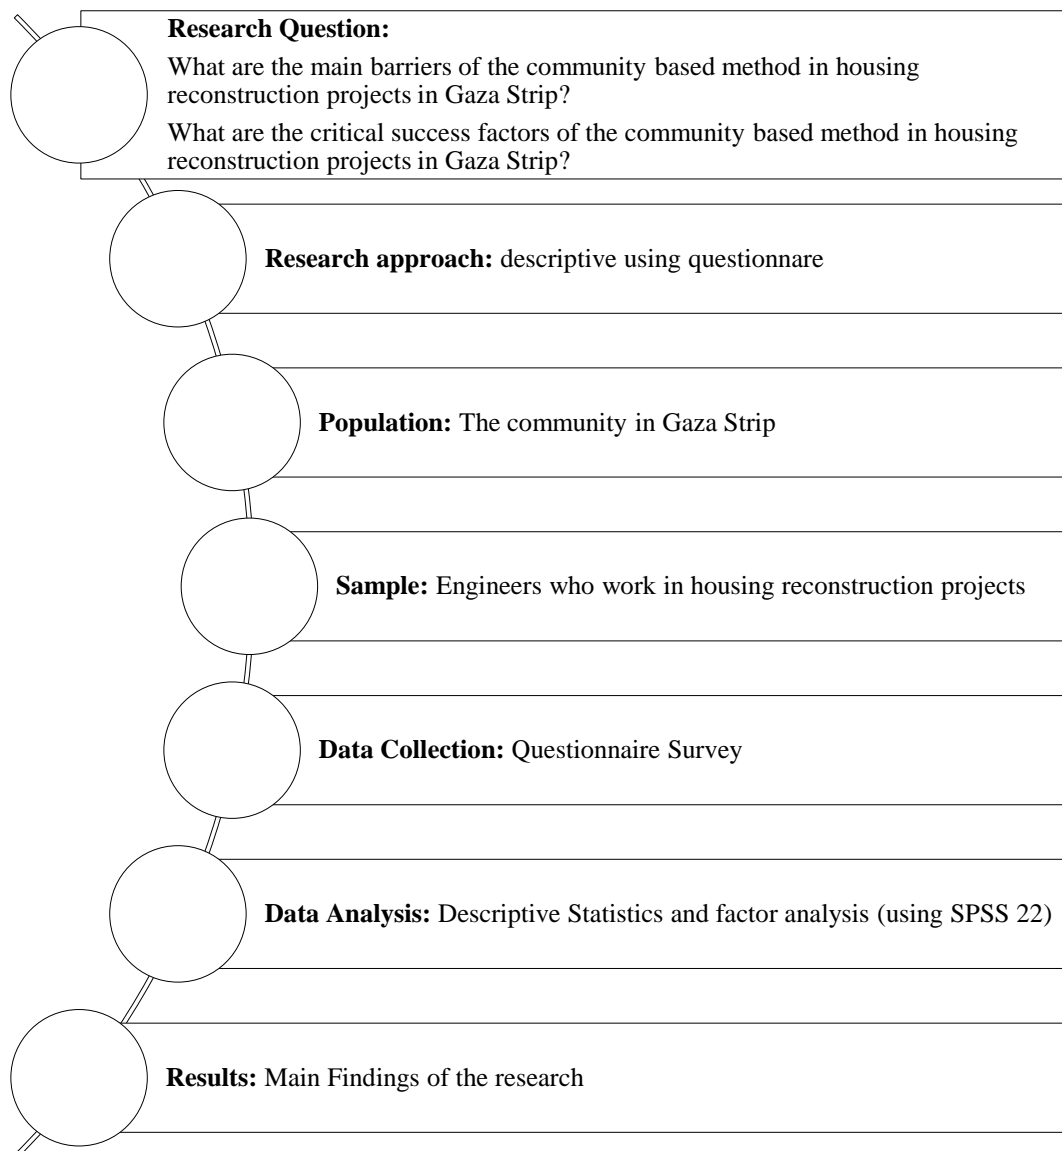 Research Question:
What are the main barriers of the community based method in housing
reconstruction projects in Gaza Strip?
What are the critical success factors of the community based method in housing
reconstruction projects in Gaza Strip?
Research approach: descriptive using questionnare
Population: The community in Gaza Strip
Sample: Engineers who work in housing reconstruction projects
Data Collection: Questionnaire Survey
Data Analysis: Descriptive Statistics and factor analysis (using SPSS 22)
Results: Main Findings of the research